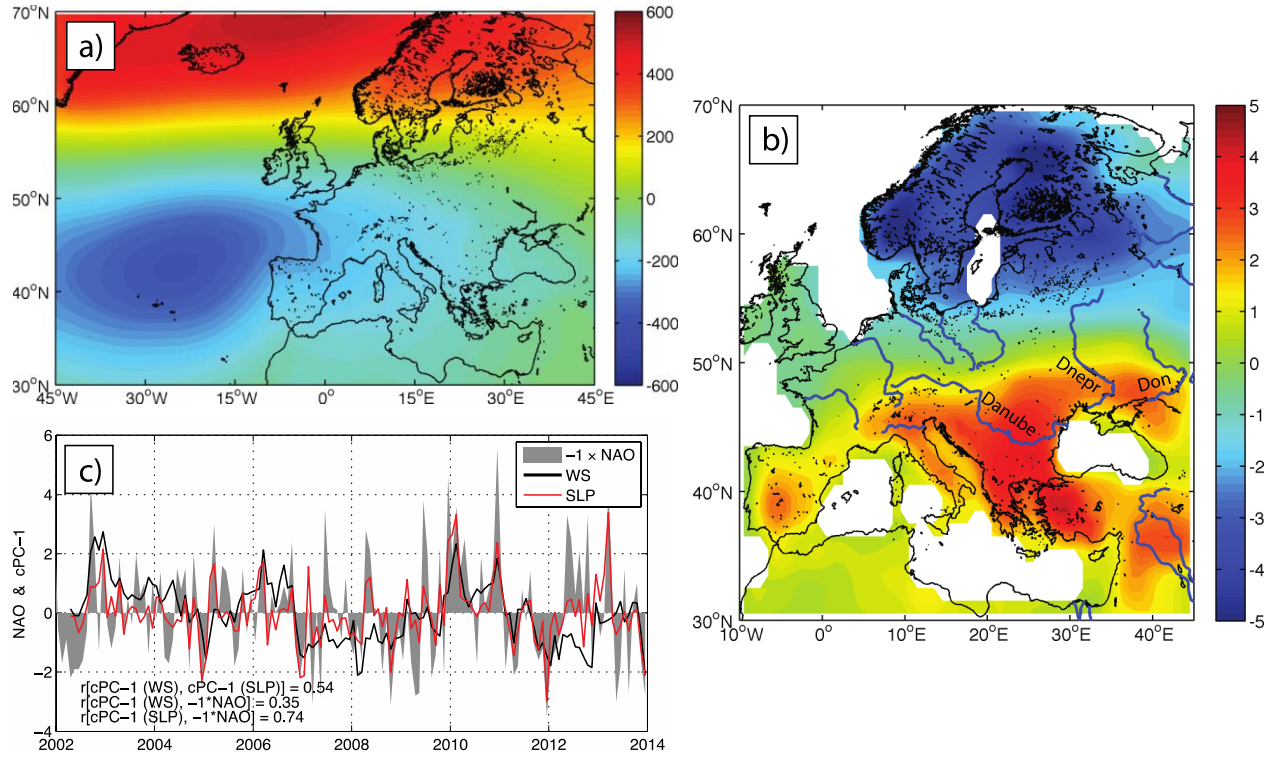 a)
70°N
60°N
50°N
40°N
30°N
45°W
30°W
15°W
0°
15°E
30°E
45°E
600
400
200
0
-200
-400
-600
b)
70°N
60°N
50°N
40°N
30°N
10°W
0°
10°E
20°E
30°E
40°E
Dnepr
Don
Danube
5
4
3
2
1
0
-1
-2
-3
-4
-5
c)
NAO & cPC-1
6
4
2
0
-2
-4
2002
2004
2006
2008
2010
2012
2014
-1 × NAO
WS
SLP
r[cPC-1 (WS), cPC-1 (SLP)] = 0.54
r[cPC-1 (WS), -1*NAO] = 0.35
r[cPC-1 (SLP), -1*NAO] = 0.74